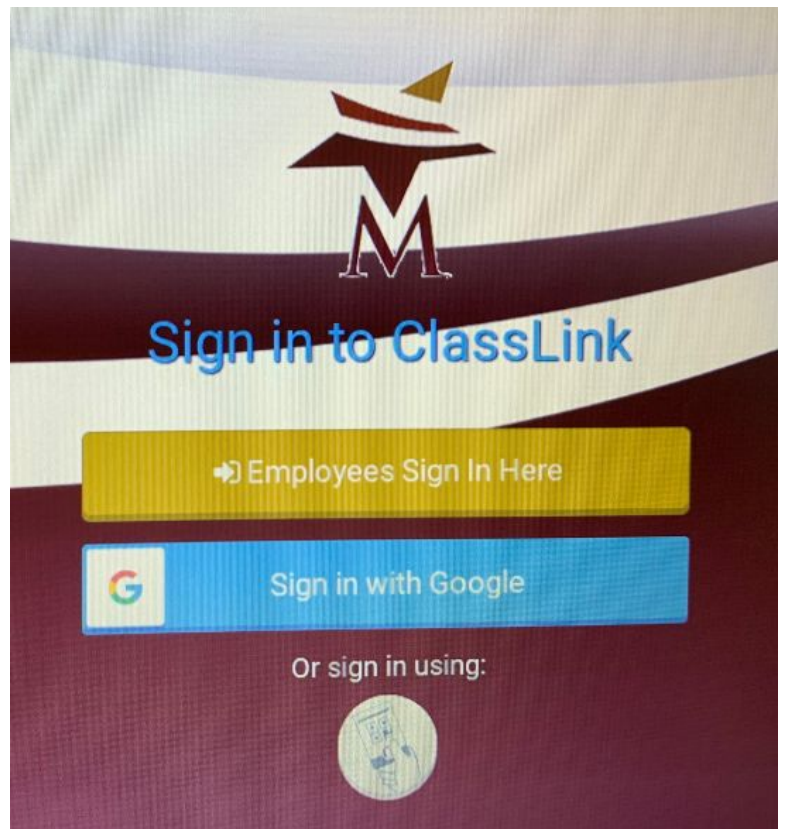 M
Sign in to ClassLink
Employees Sign In Here
G
Sign in with Google
Or sign in using: